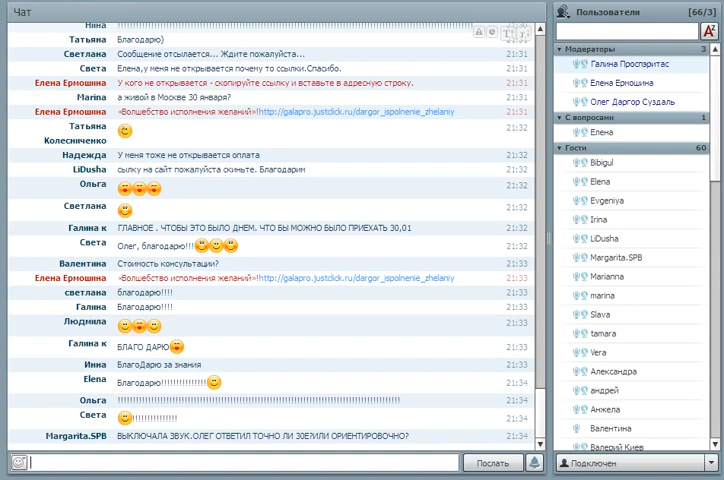 Чат
Нина !!!!!!!!!!!!!!!!!!!!!!!!!!!!!!!!!!!!!!!!!!!!!!!!!!!!!!!!!!!!!!!!!!!!!!!!!!!!!!!!!!!!!!!!!!!!!!!! 21:30
Татьяна Благодарю)
Светлана Сообщение отсылается... Ждите пожалуйста... 21:31
Света Елена,у меня не открывается почему то ссылки.Спасибо. 21:31
Елена Ермошина У кого не открывается - скопируйте ссылку и вставьте в адресную строку. 21:31
Marina а живой в Москве 30 января? 21:31
Елена Ермошина «Волшебство исполнения желаний»!http://galapro.justclick.ru/dargor_ispolnenie_zhelaniy 21:31
Татьяна Колесниченко 21:32
Надежда У меня тоже не открывается оплата 21:32
LiDusha сылку на сайт пожалуйста скиньте. Благодарим 21:32
Ольга 21:32
Светлана 21:32
Галина к ГЛАВНОЕ . ЧТОБЫ ЭТО БЫЛО ДНЕМ. ЧТО БЫ МОЖНО БЫЛО ПРИЕХАТЬ 30,01 21:32
Света Олег, благодарю!!! 21:32
Валентина Стоимость консультации? 21:33
Елена Ермошина «Волшебство исполнения желаний»!http://galapro.justclick.ru/dargor_ispolnenie_zhelaniy 21:33
светлана благодарю!!!! 21:33
Галина Благодарю!!!! 21:33
Людмила 21:33
Галина к БЛАГО ДАРЮ 21:33
Инна БлагоДарю за знания 21:33
Elena Благодарю!!!!!!!!!!!!!!! 21:34
Ольга !!!!!!!!!!!!!!!!!!!!!!!!!!!!!!!!!!!!!!!!!!!!!!!!!!!!!!!!!!!!!!!!!!!!!!!!!!!!!!!!!!!!!!!!!!!!!!!! 21:34
Света !!!!!!!!!!!!!!! 21:34
Margarita.SPB ВЫКЛЮЧАЛА ЗВУК.ОЛЕГ ОТВЕТИЛ ТОЧНО ЛИ 30Е?ИЛИ ОРИЕНТИРОВОЧНО? 21:34
Послать
Пользователи [66/3]
Модераторы 3
Галина Проспэритас
Елена Ермошина
Олег Даргор Суздаль
С вопросами 1
Елена
Гости 60
Bibigul
Elena
Evgeniya
Irina
LiDusha
Margarita.SPB
Marianna
marina
Slava
tamara
Vera
Александра
андрей
Анжела
Валентина
Валерий Киев
Подключен